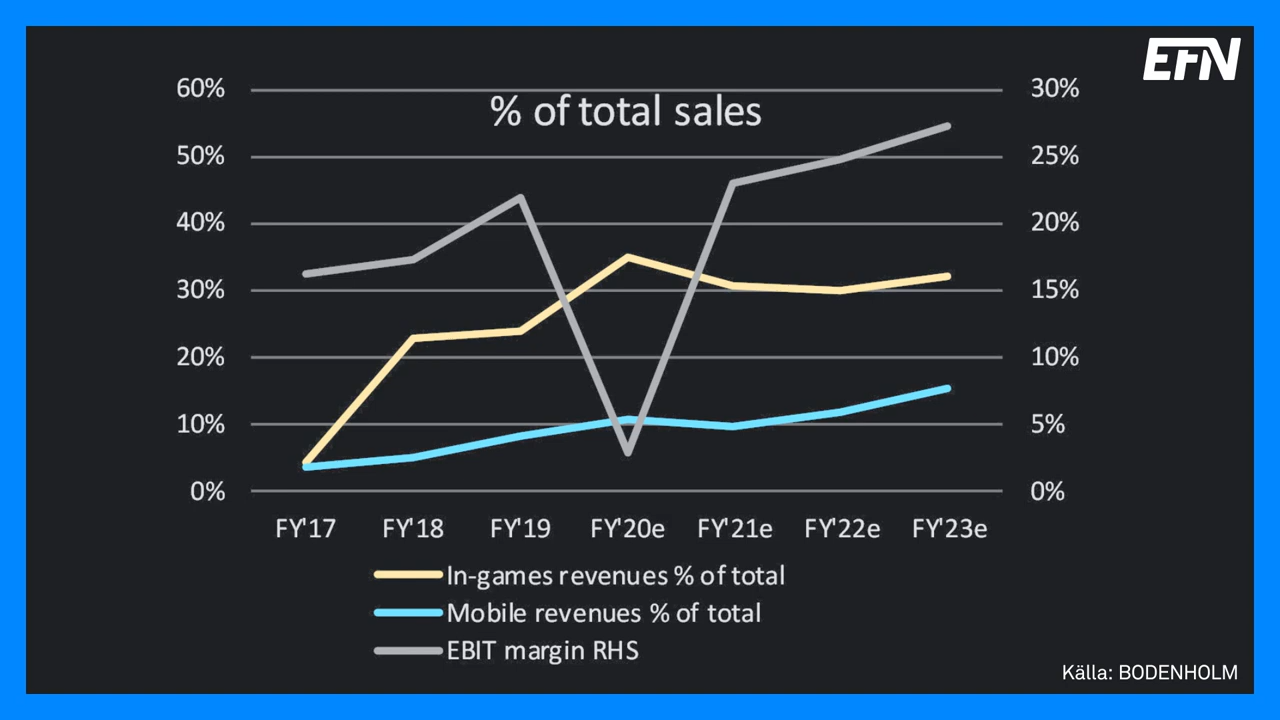 EFN
% of total sales
60%
50%
40%
30%
20%
10%
0%
30%
25%
20%
15%
10%
5%
0%
FY'17 FY'18 FY'19 FY'20e FY'21e FY'22e FY'23e
In-games revenues % of total
Mobile revenues % of total
EBIT margin RHS
Källa: BODENHOLM